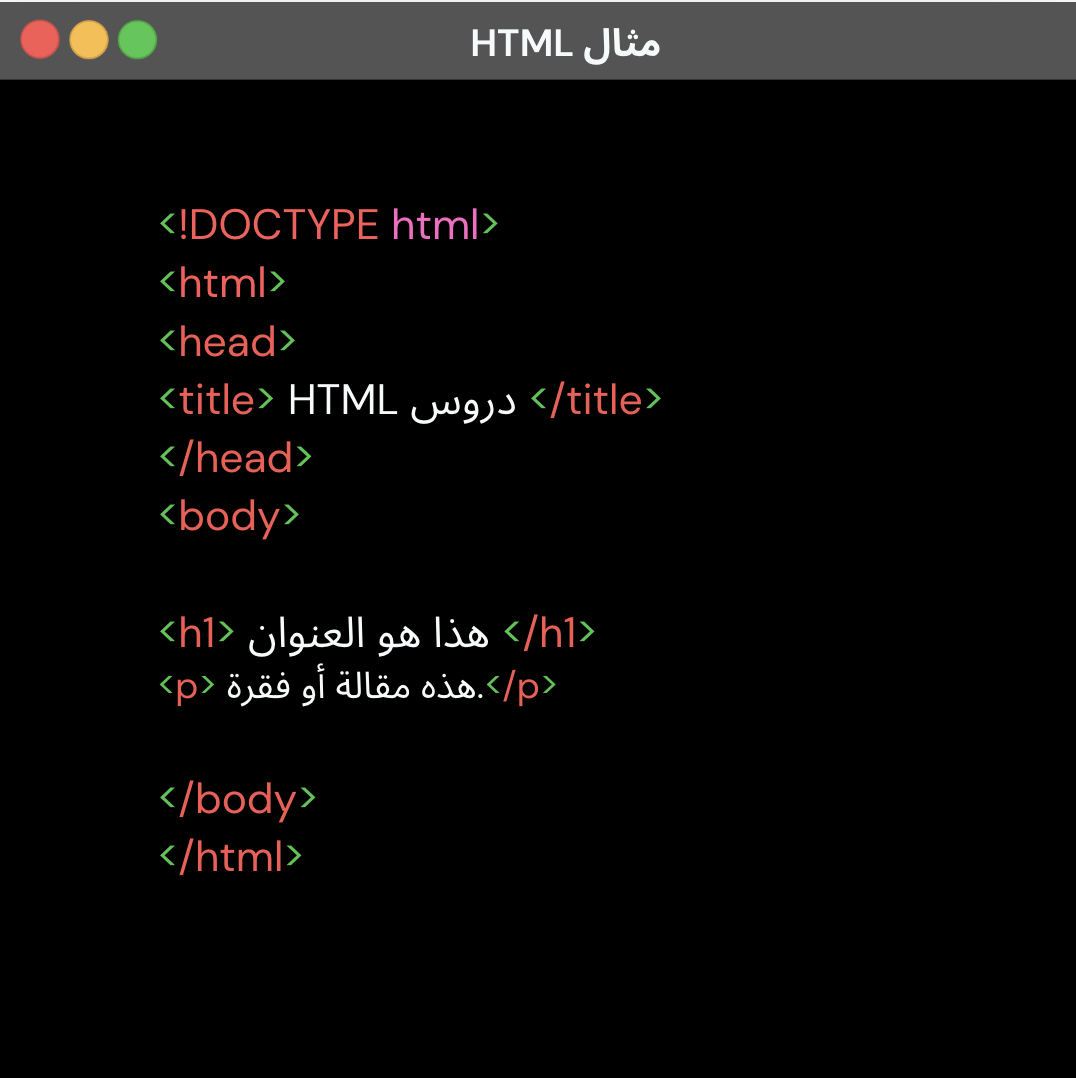 مثال HTML
<!DOCTYPE html>
<html>
<head>
<title> HTML دروس </title>
</head>
<body>
<h1> هذا هو العنوان </h1>
<p> هذه مقالة أو فقرة.</p>
</body>
</html>